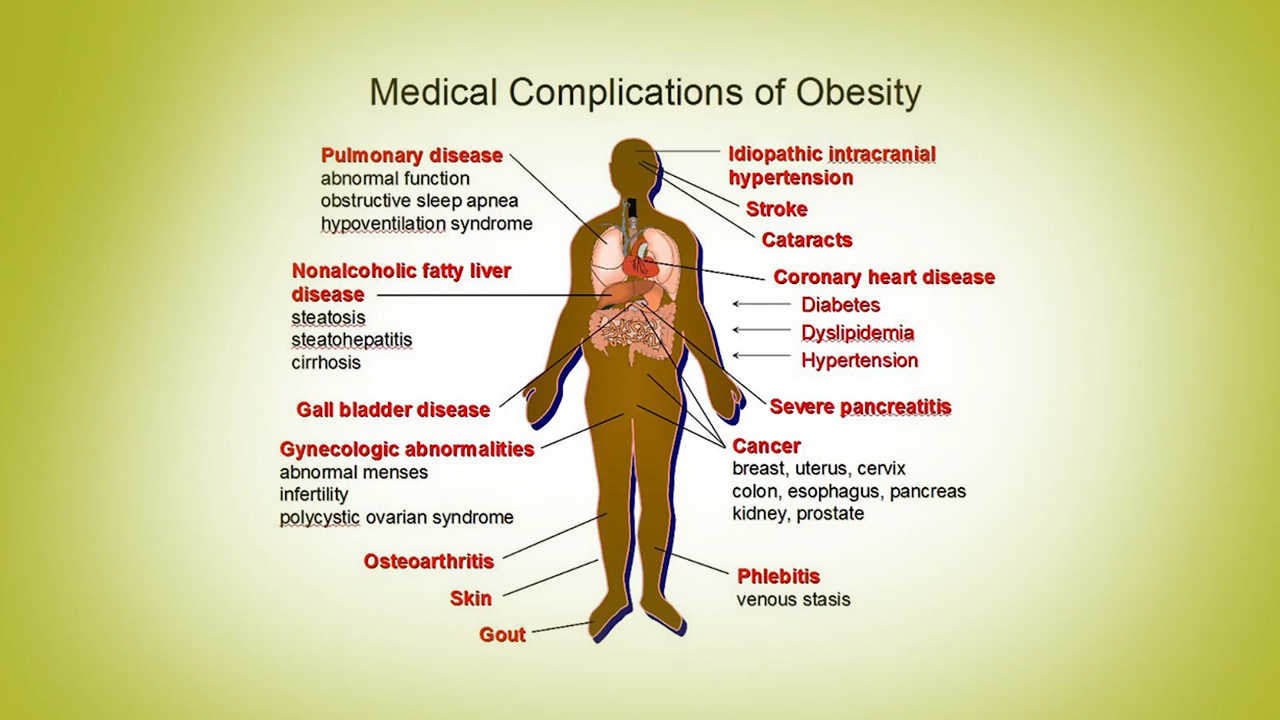 Medical Complications of Obesity
Pulmonary disease
abnormal function
obstructive sleep apnea
hypoventilation syndrome
Nonalcoholic fatty liver
disease
steatosis
steatohepatitis
cirrhosis
Gall bladder disease
Gynecologic abnormalities
abnormal menses
infertility
polycystic ovarian syndrome
Osteoarthritis
Skin
Gout
Idiopathic intracranial
hypertension
Stroke
Cataracts
Coronary heart disease
Diabetes
Dyslipidemia
Hypertension
Severe pancreatitis
Cancer
breast, uterus, cervix
colon, esophagus, pancreas
kidney, prostate
Phlebitis
venous stasis